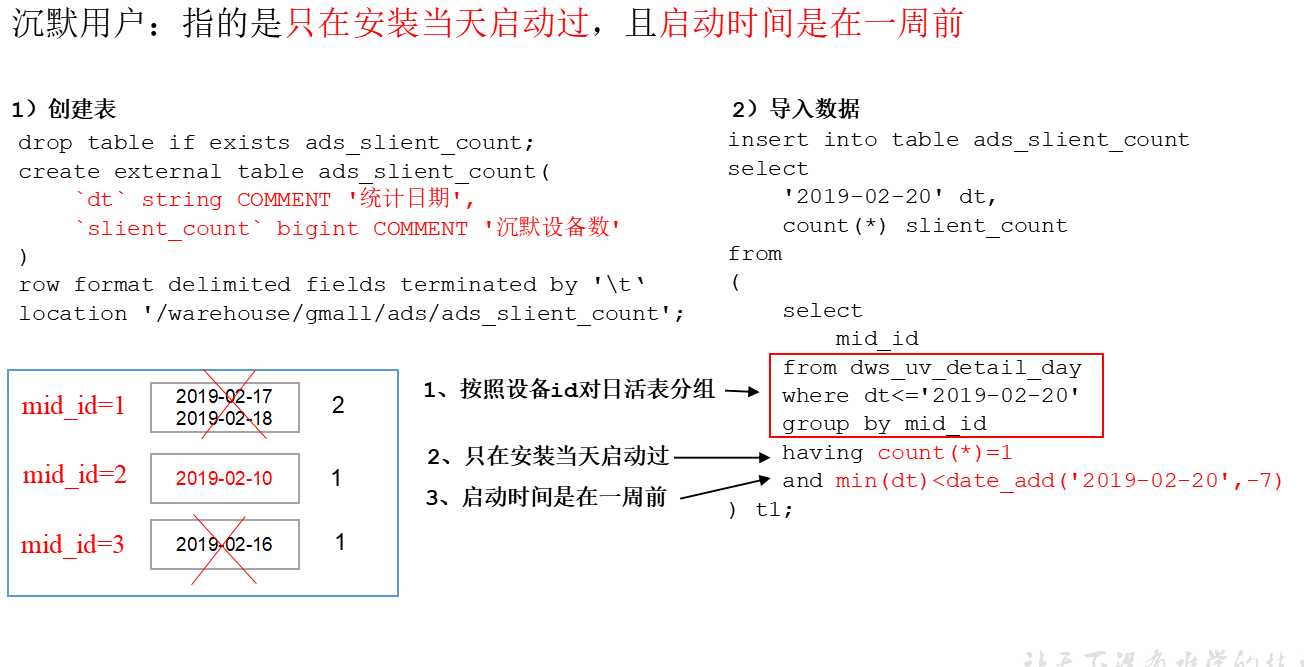 沉默用户：指的是只在安装当天启动过，且启动时间是在一周前
1）创建表
drop table if exists ads_slient_count;
create external table ads_slient_count(
`dt` string COMMENT '统计日期',
`slient_count` bigint COMMENT '沉默设备数'
)
row format delimited fields terminated by '\t‘
location '/warehouse/gmall/ads/ads_slient_count';
2）导入数据
insert into table ads_slient_count
select
'2019-02-20' dt,
count(*) slient_count
from
(
select
mid_id
from dws_uv_detail_day
where dt<='2019-02-20'
group by mid_id
having count(*)=1
and min(dt)<date_add('2019-02-20',-7)
) t1;
1、按照设备id对日活表分组
2、只在安装当天启动过
3、启动时间是在一周前
mid_id=1
2019-02-17
2019-02-18
2
mid_id=2
2019-02-10
1
mid_id=3
2019-02-16
1